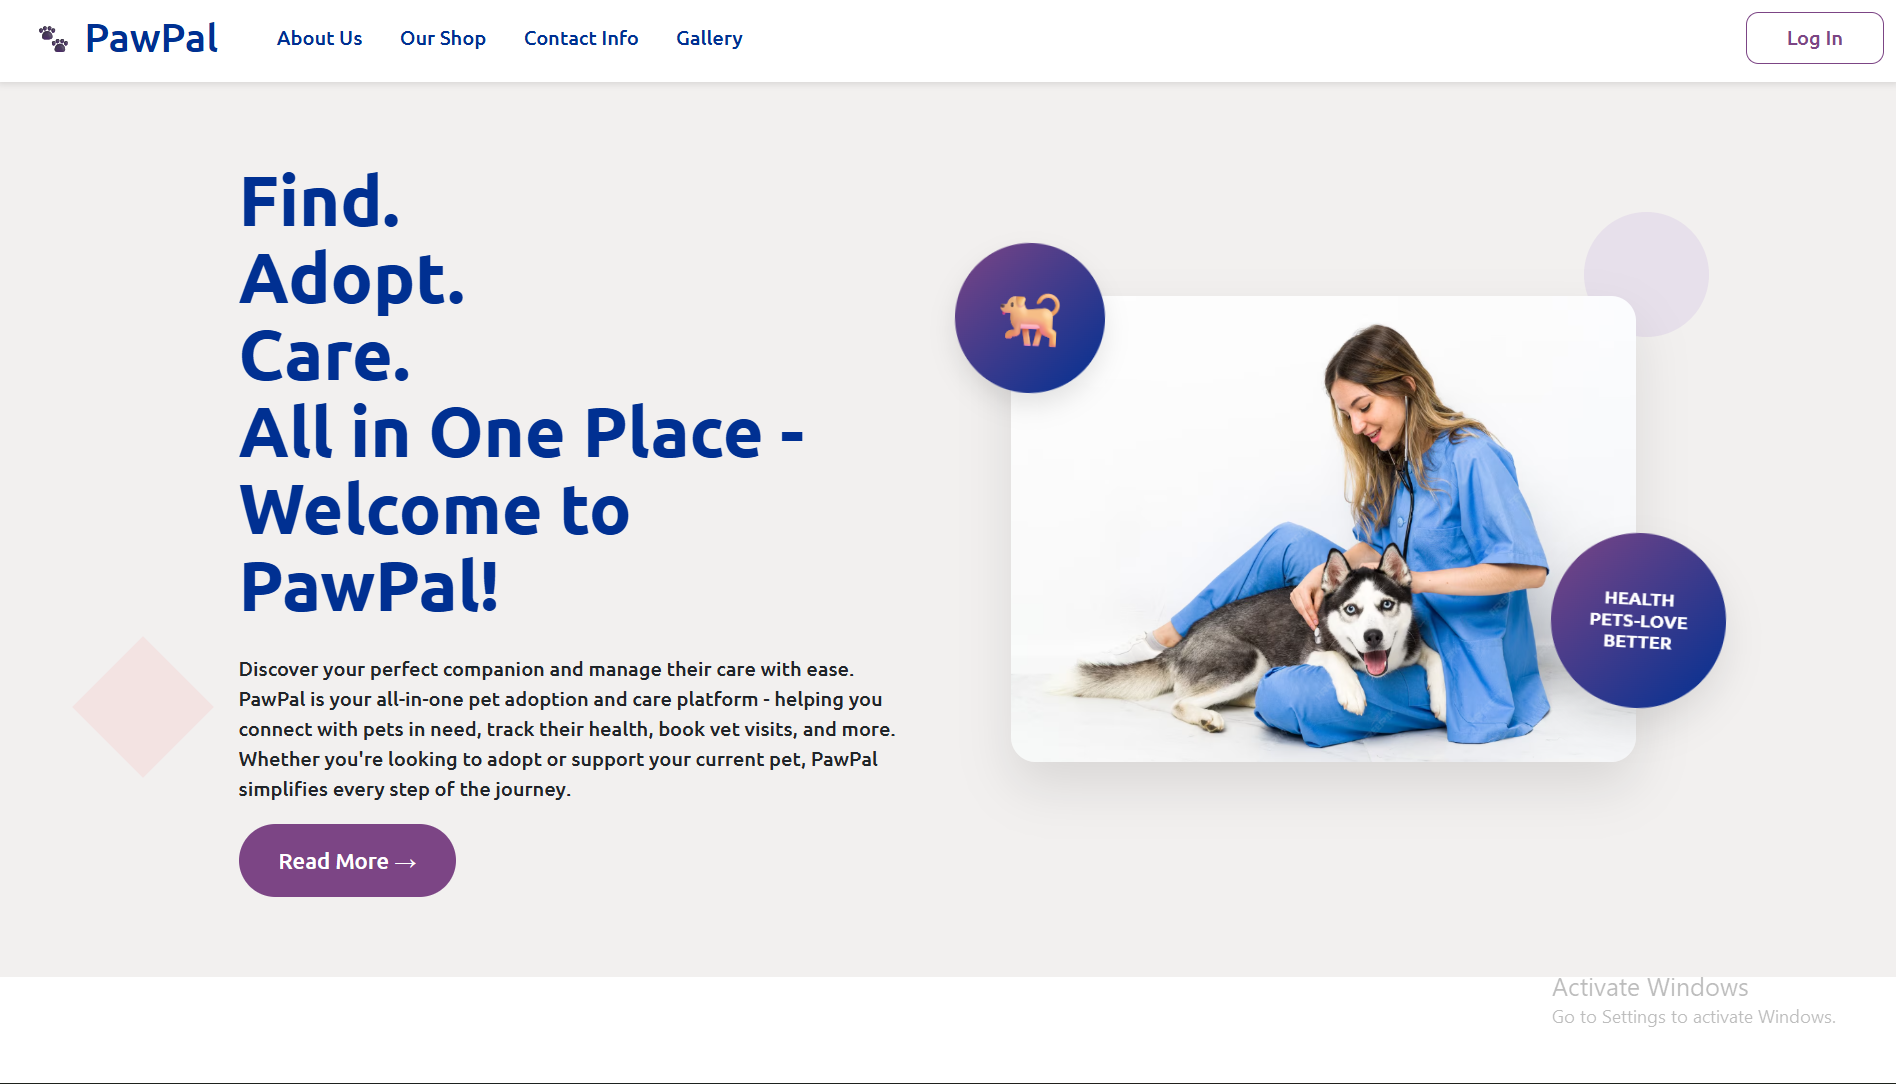 PawPal
About Us
Our Shop
Contact Info
Gallery
Log In
Find.
Adopt.
Care.
All in One Place -
Welcome to
PawPal!
Discover your perfect companion and manage their care with ease.
PawPal is your all-in-one pet adoption and care platform - helping you
connect with pets in need, track their health, book vet visits, and more.
Whether you're looking to adopt or support your current pet, PawPal
simplifies every step of the journey.
Read More →
HEALTH
PETS-LOVE
BETTER
Activate Windows
Go to Settings to activate Windows.